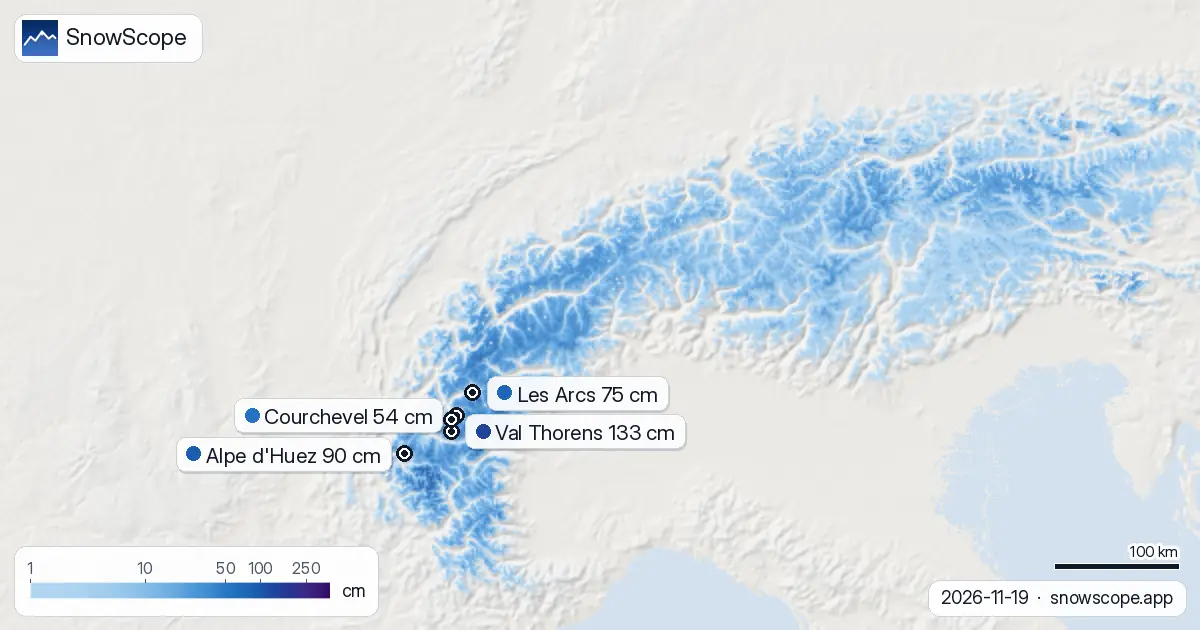 SnowScope
Les Arcs 75 cm
Courchevel 54 cm
Val Thorens 133 cm
Alpe d'Huez 90 cm
1 10 50 100 250
cm
100 km
2026-11-19 · snowscope.app